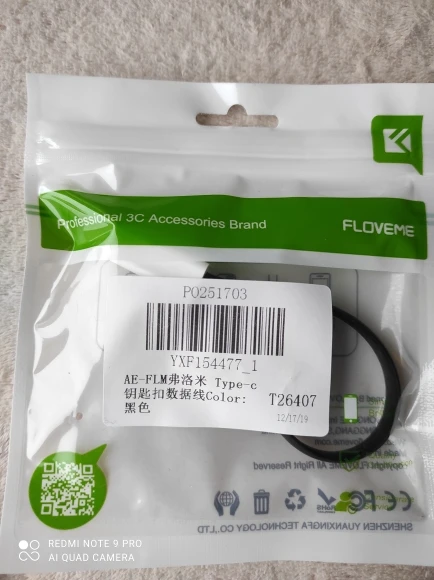 Professional 3C Accessories Brand
FLOVEME
PO251703
YXF154477_1
AE-FLM弗洛米 Type-c
钥匙扣数据线Color: T26407
黑色
12/17/19
SHENZHEN YUANXINGFA TECHNOLOGY CO.,LTD
REDMI NOTE 9 PRO
AI QUAD CAMERA